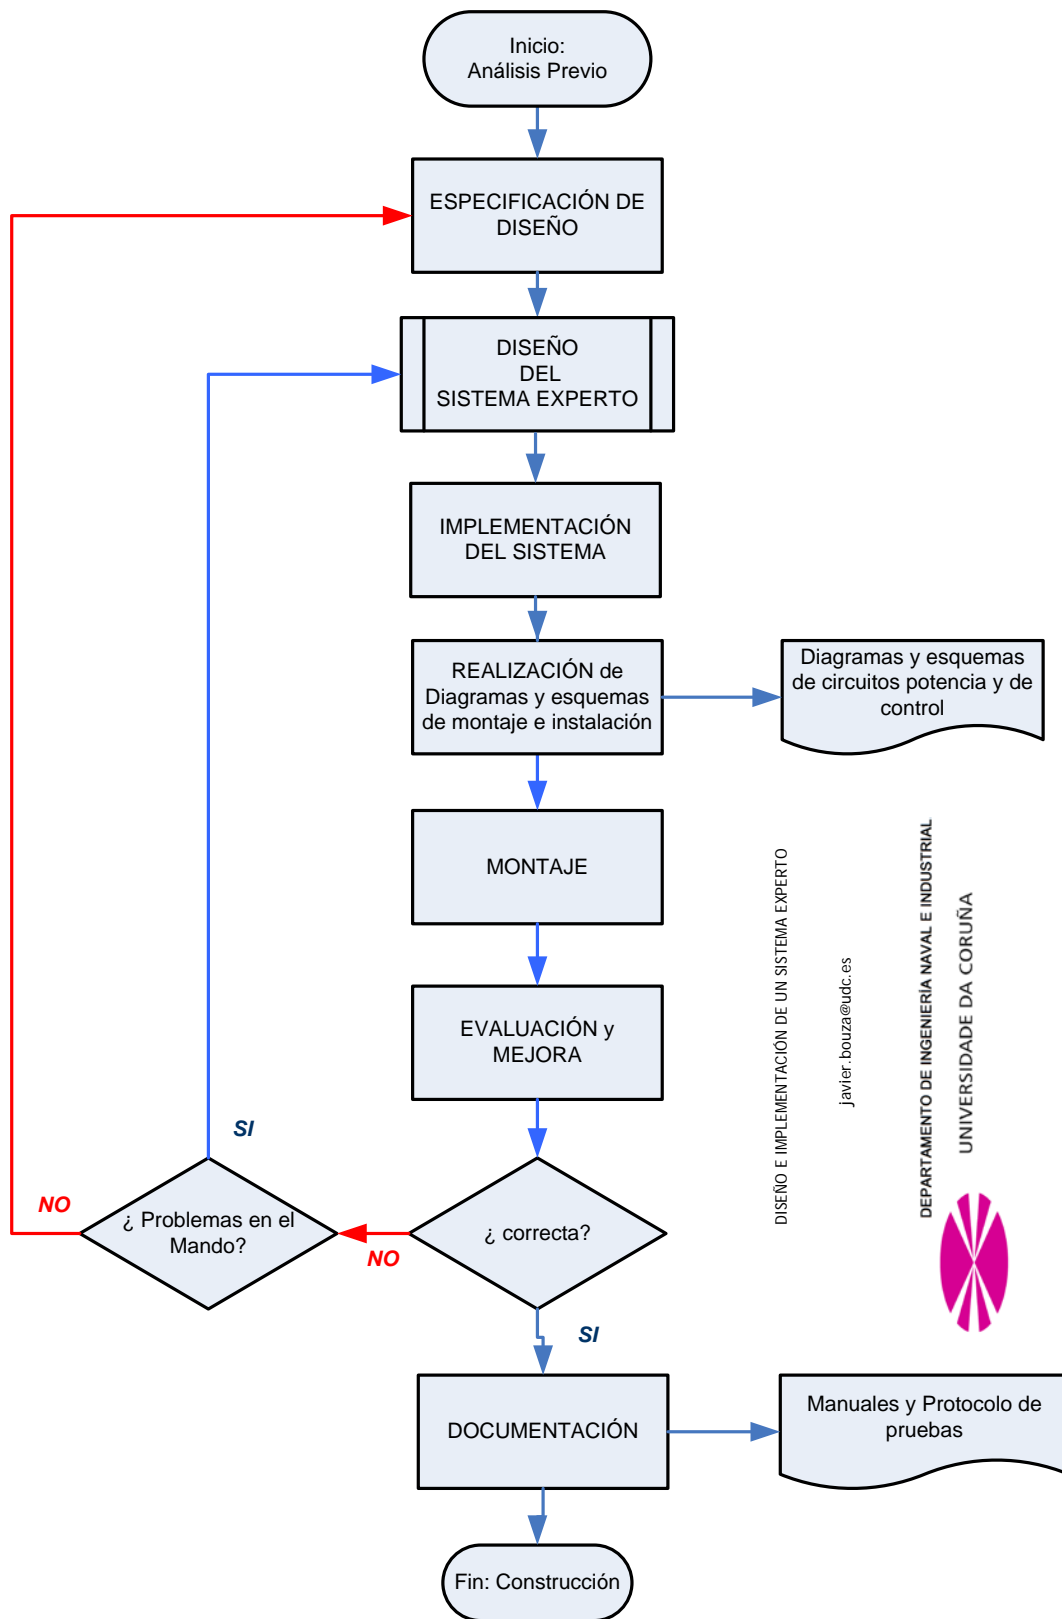 Inicio:
Análisis Previo
ESPECIFICACIÓN DE
DISEÑO
DISEÑO
DEL
SISTEMA EXPERTO
IMPLEMENTACIÓN
DEL SISTEMA
REALIZACIÓN de
Diagramas y esquemas
de montaje e instalación
Diagramas y esquemas
de circuitos potencia y de
control
MONTAJE
EVALUACIÓN y
MEJORA
SI
¿ Problemas en el
Mando?
NO
NO
¿ correcta?
SI
DOCUMENTACIÓN
Manuales y Protocolo de
pruebas
Fin: Construcción
DISEÑO E IMPLEMENTACIÓN DE UN SISTEMA EXPERTO
javier.bouza@udc.es
DEPARTAMENTO DE INGENIERÍA NAVAL E INDUSTRIAL
UNIVERSIDADE DA CORUÑA